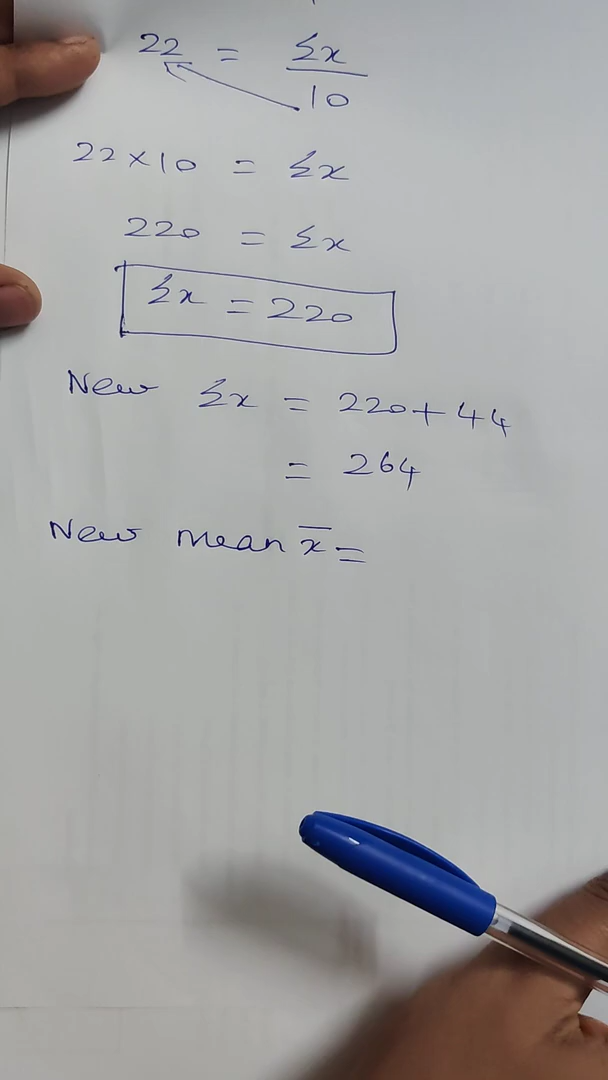 22 = Σx / 10
22 × 10 = Σx
220 = Σx
Σx = 220
New Σx = 220 + 44
= 264
New mean x̄ =